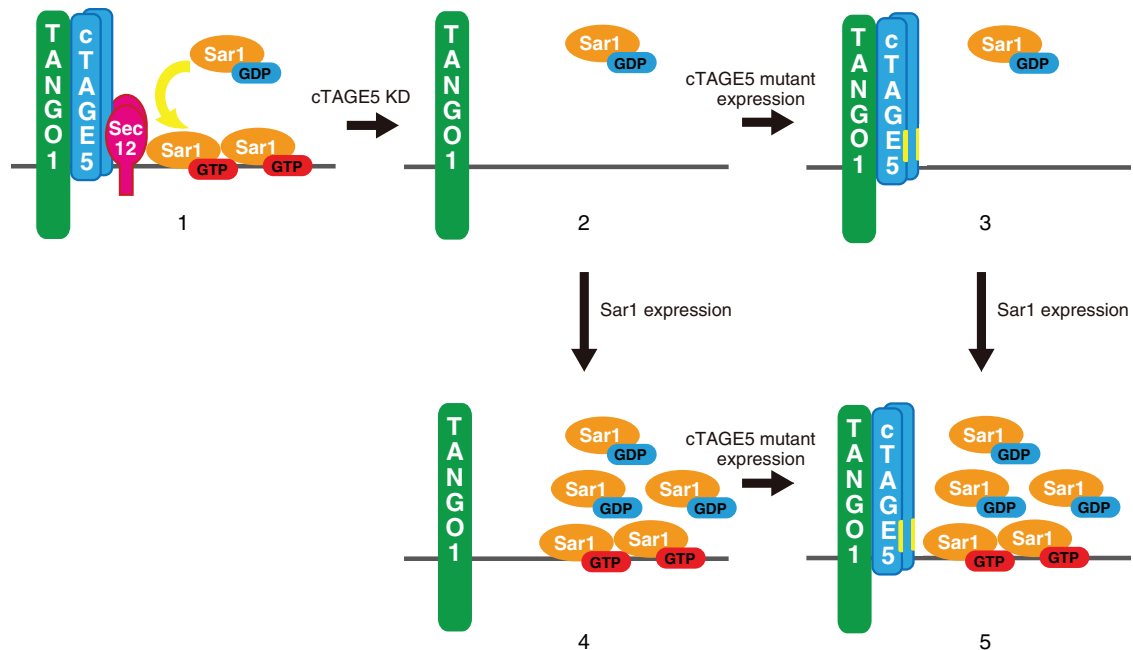 TANGO1
cTAGE5
Sec
12
Sar1
GDP
Sar1
GTP
Sar1
GTP
1
cTAGE5 KD
TANGO1
Sar1
GDP
2
cTAGE5 mutant
expression
TANGO1
cTAGE5
Sar1
GDP
3
Sar1 expression
Sar1 expression
TANGO1
Sar1
GDP
Sar1
GDP
Sar1
GDP
Sar1
GTP
Sar1
GTP
4
cTAGE5 mutant
expression
TANGO1
cTAGE5
Sar1
GDP
Sar1
GDP
Sar1
GDP
Sar1
GTP
Sar1
GTP
5